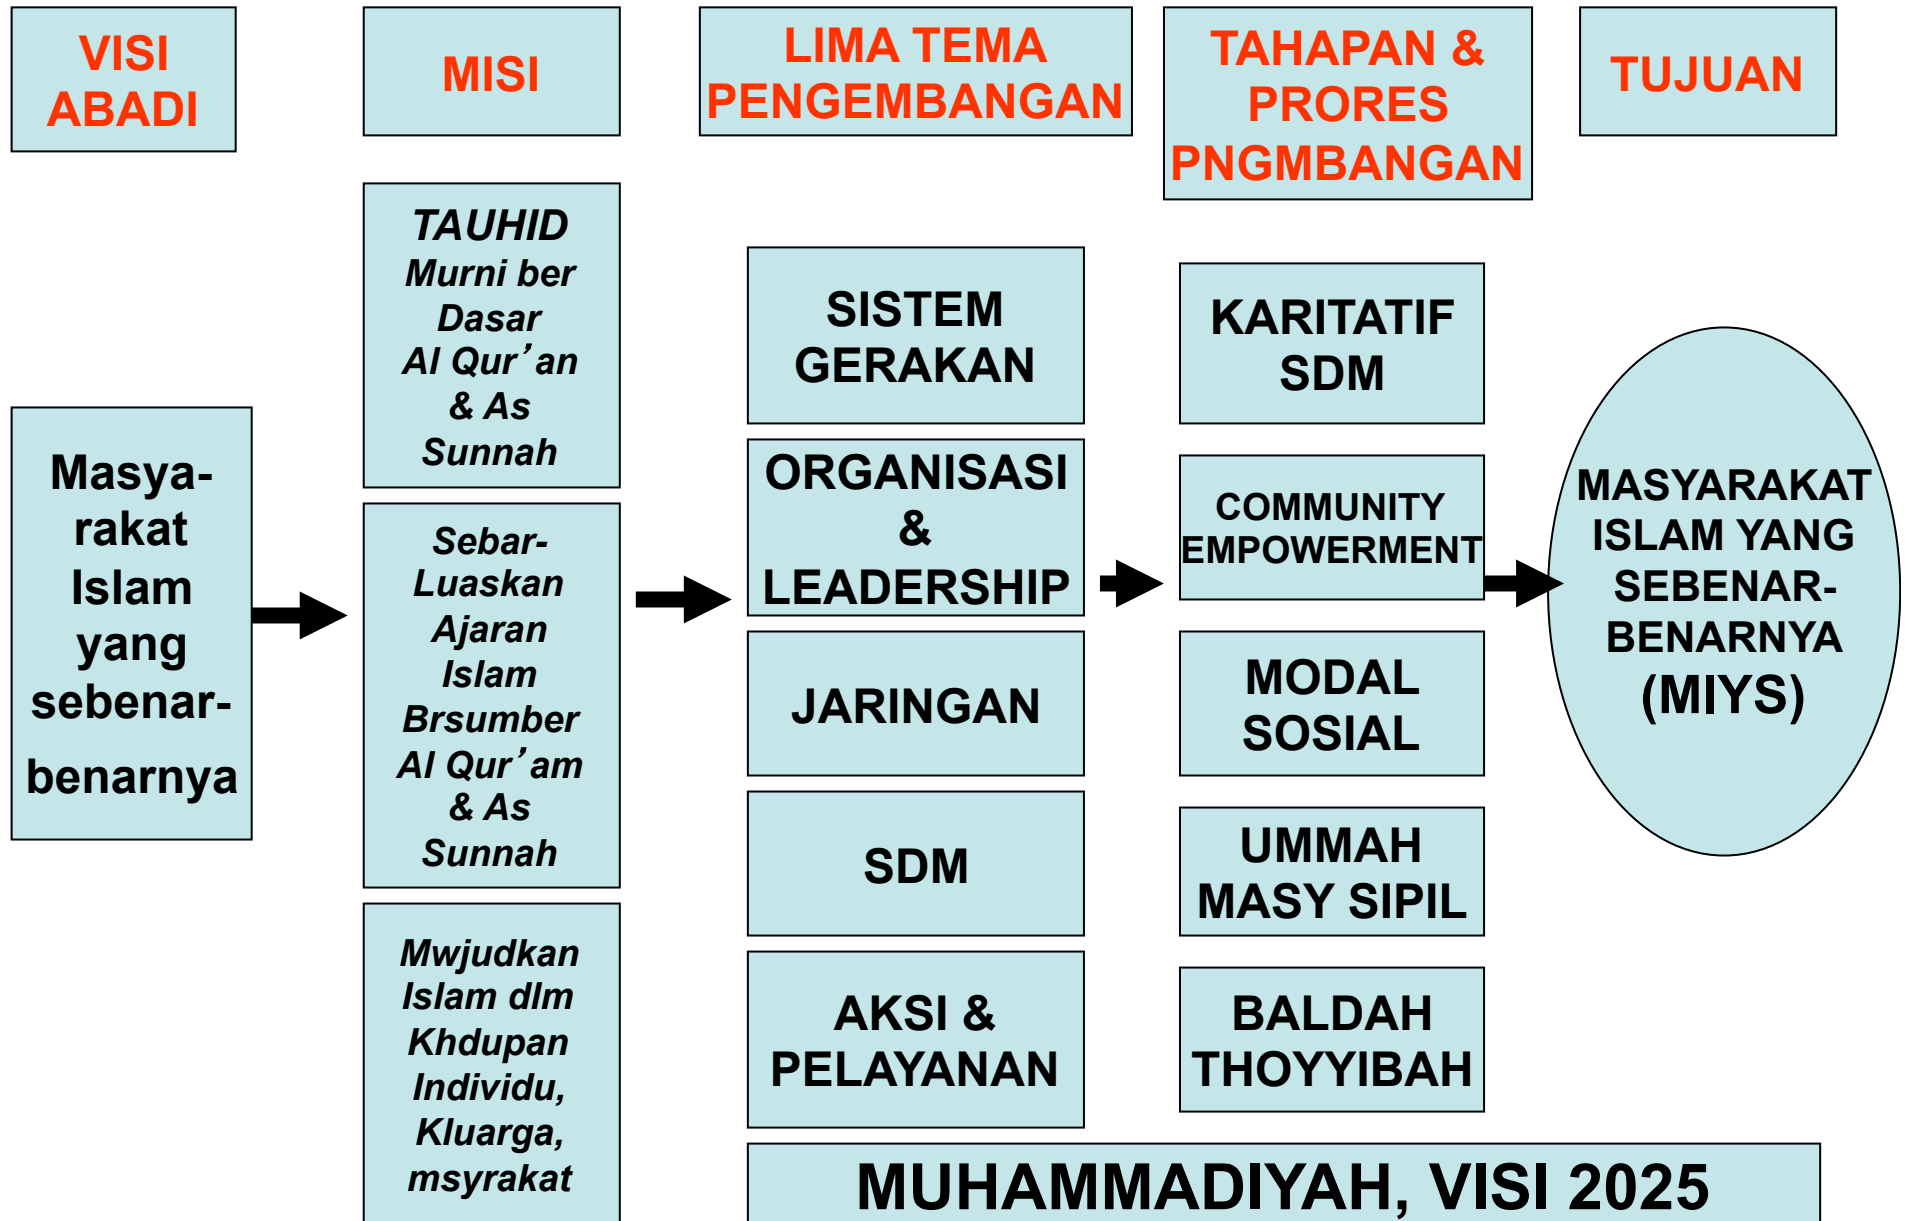 VISI
ABADI
MISI
LIMA TEMA
PENGEMBANGAN
TAHAPAN &
PRORES
PNGMBANGAN
TUJUAN
Masya-
rakat
Islam
yang
sebenar-
benarnya
TAUHID
Murni ber
Dasar
Al Qur’an
& As
Sunnah
Sebar-
Luaskan
Ajaran
Islam
Brsumber
Al Qur’am
& As
Sunnah
Mwjudkan
Islam dlm
Khdupan
Individu,
Kluarga,
msyrakat
SISTEM
GERAKAN
ORGANISASI
&
LEADERSHIP
JARINGAN
SDM
AKSI &
PELAYANAN
KARITATIF
SDM
COMMUNITY
EMPOWERMENT
MODAL
SOSIAL
UMMAH
MASY SIPIL
BALDAH
THOYYIBAH
MASYARAKAT
ISLAM YANG
SEBENAR-
BENARNYA
(MIYS)
MUHAMMADIYAH, VISI 2025